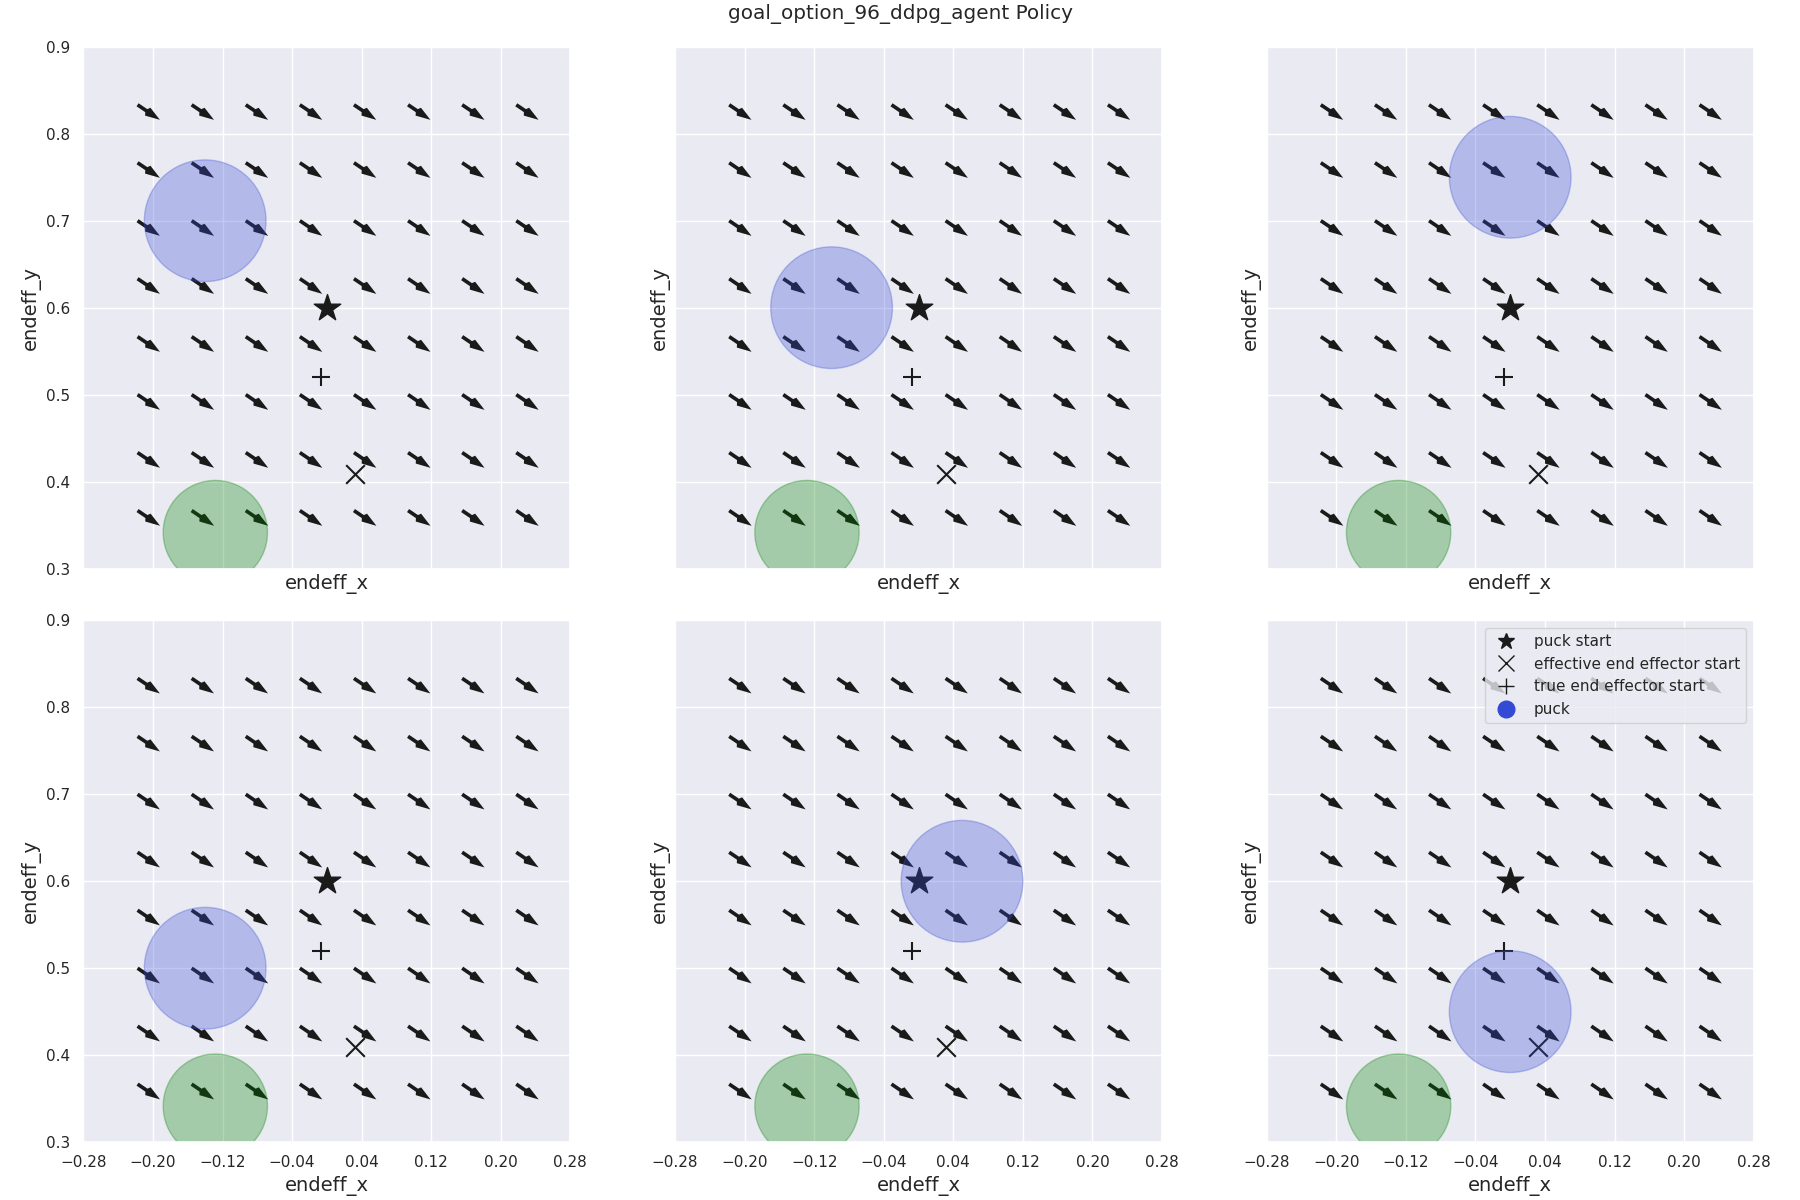 goal_option_96_ddpg_agent Policy
0.9
0.8
0.7
0.6
0.5
0.4
0.3
endeff_y
endeff_x
endeff_y
endeff_x
endeff_y
endeff_x
0.9
0.8
0.7
0.6
0.5
0.4
0.3
endeff_y
−0.28 −0.20 −0.12 −0.04 0.04 0.12 0.20 0.28
endeff_x
endeff_y
−0.28 −0.20 −0.12 −0.04 0.04 0.12 0.20 0.28
endeff_x
puck start
effective end effector start
true end effector start
puck
endeff_y
−0.28 −0.20 −0.12 −0.04 0.04 0.12 0.20 0.28
endeff_x